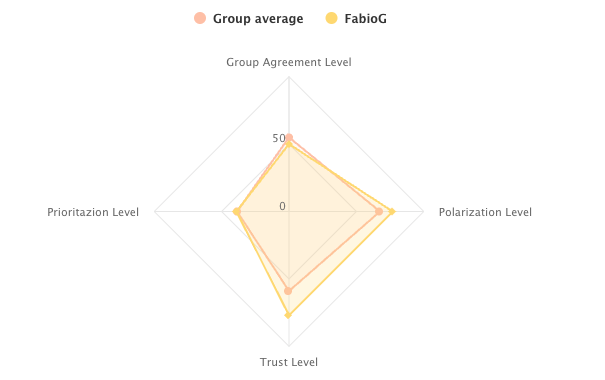 Group average FabioG
Group Agreement Level
50
0
Prioritazion Level
Polarization Level
Trust Level